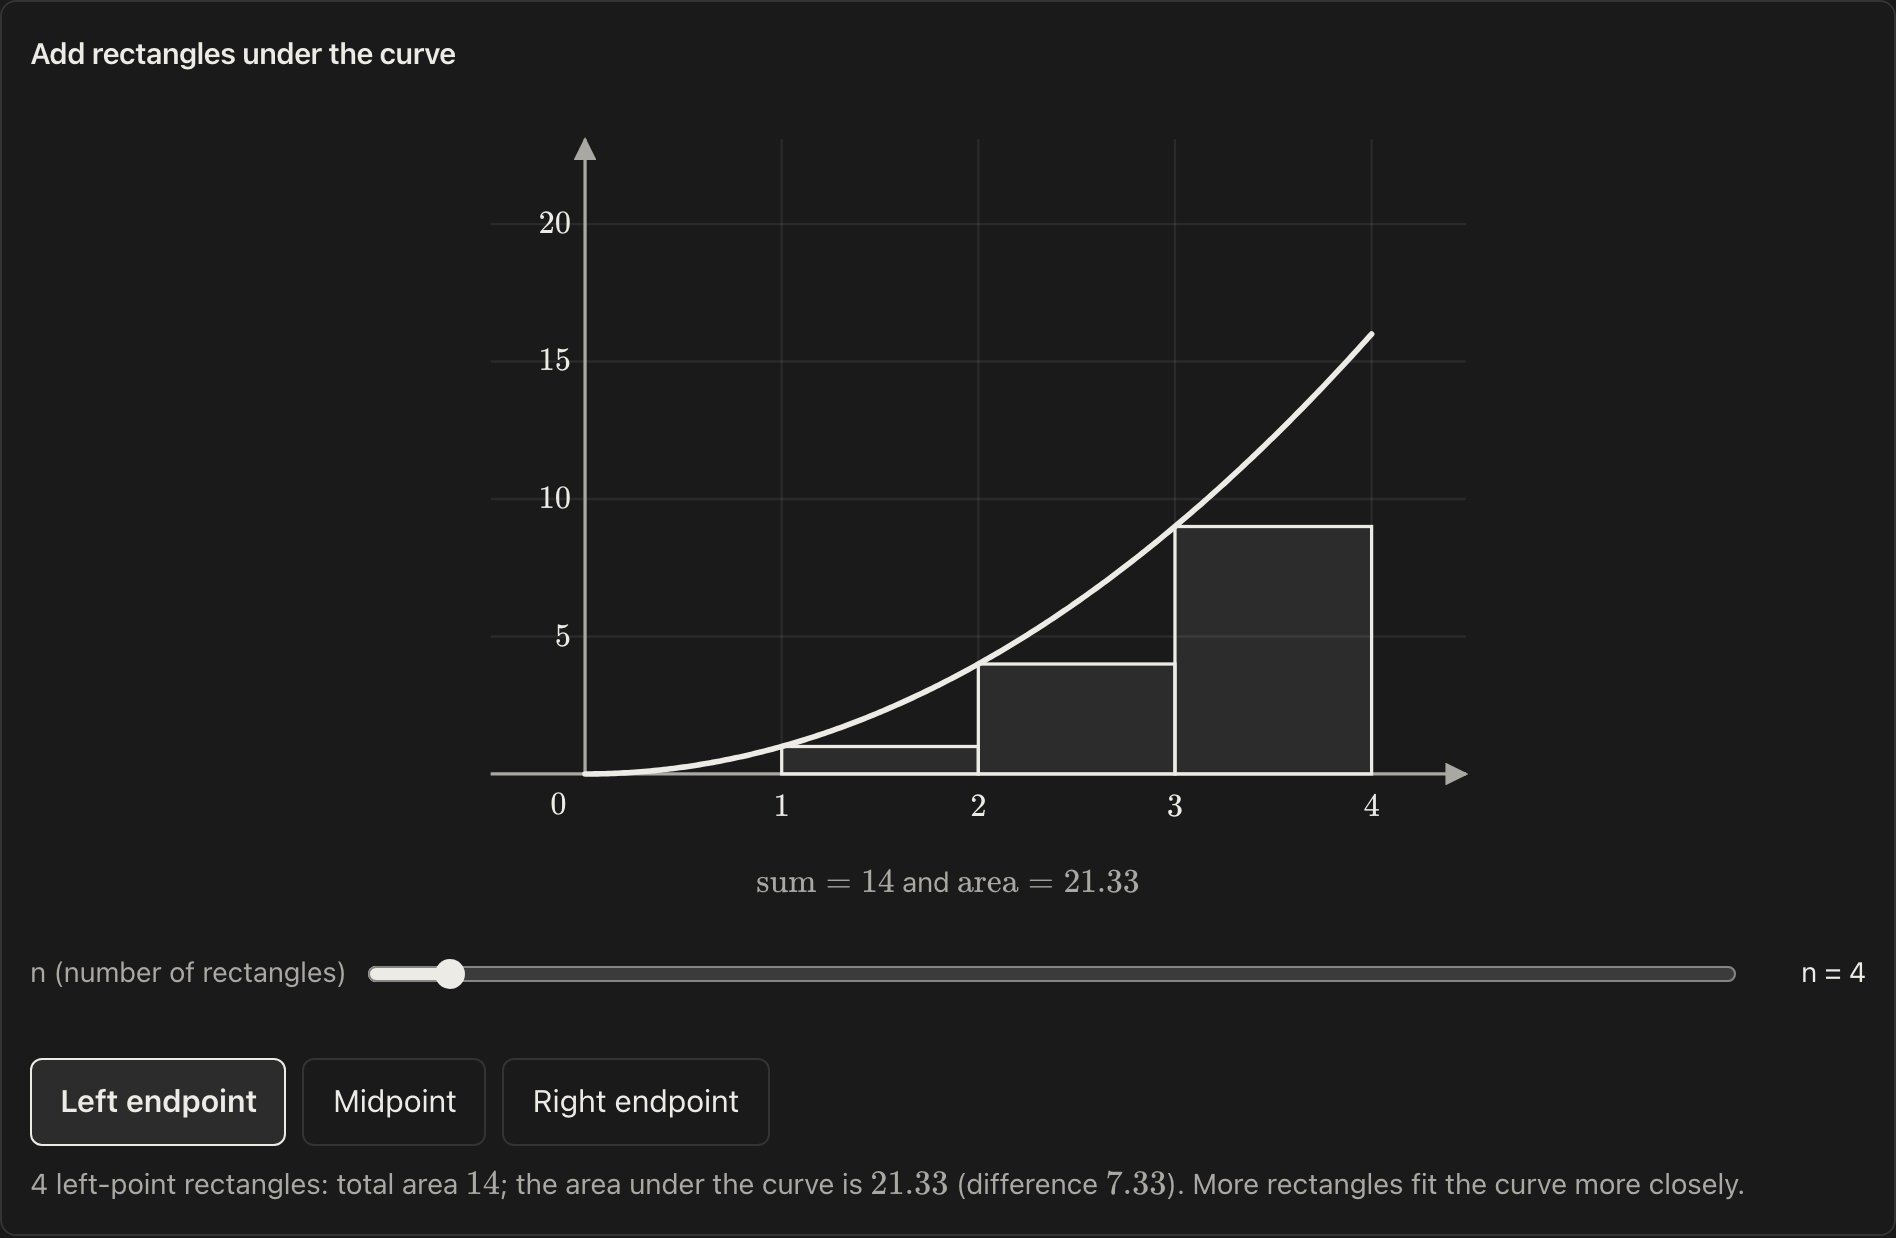 Add rectangles under the curve
20
15
10
5
0 1 2 3 4
sum = 14 and area = 21.33
n (number of rectangles) n = 4
Left endpoint Midpoint Right endpoint
4 left-point rectangles: total area 14; the area under the curve is 21.33 (difference 7.33). More rectangles fit the curve more closely.